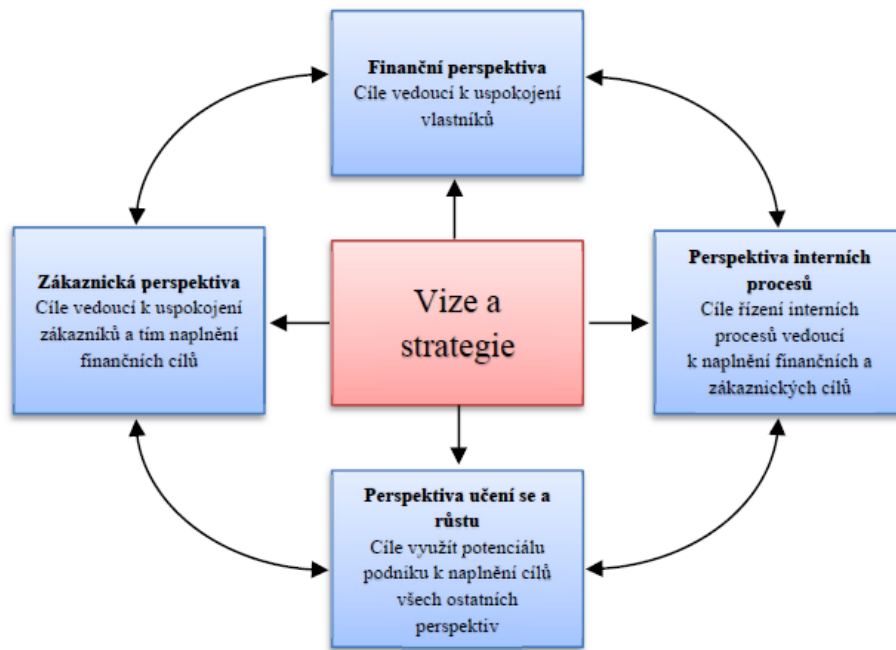 Finanční perspektiva
Cíle vedoucí k uspokojení
vlastníků
Zákaznická perspektiva
Cíle vedoucí k uspokojení
zákazníků a tím naplnění
finančních cílů
Vize a
strategie
Perspektiva interních
procesů
Cíle řízení interních
procesů vedoucí
k naplnění finančních a
zákaznických cílů
Perspektiva učení se a
růstu
Cíle využít potenciálu
podniku k naplnění cílů
všech ostatních
perspektiv